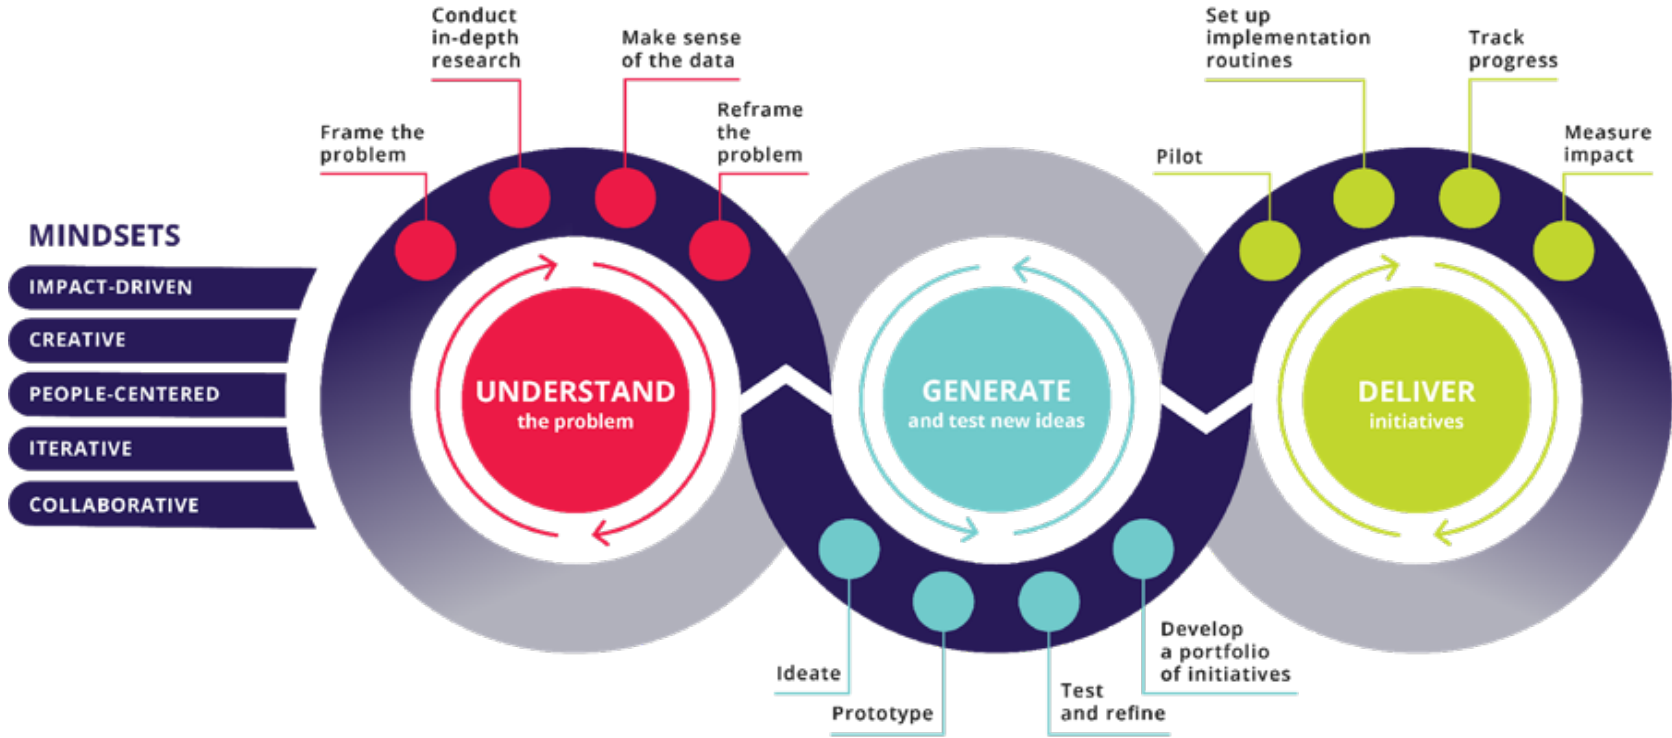 MINDSETS
IMPACT-DRIVEN
CREATIVE
PEOPLE-CENTERED
ITERATIVE
COLLABORATIVE
Frame the
problem
Conduct
in-depth
research
Make sense
of the data
Reframe
the
problem
UNDERSTAND
the problem
GENERATE
and test new ideas
Ideate
Prototype
Test
and refine
Develop
a portfolio
of initiatives
Pilot
Set up
implementation
routines
Track
progress
Measure
impact
DELIVER
initiatives